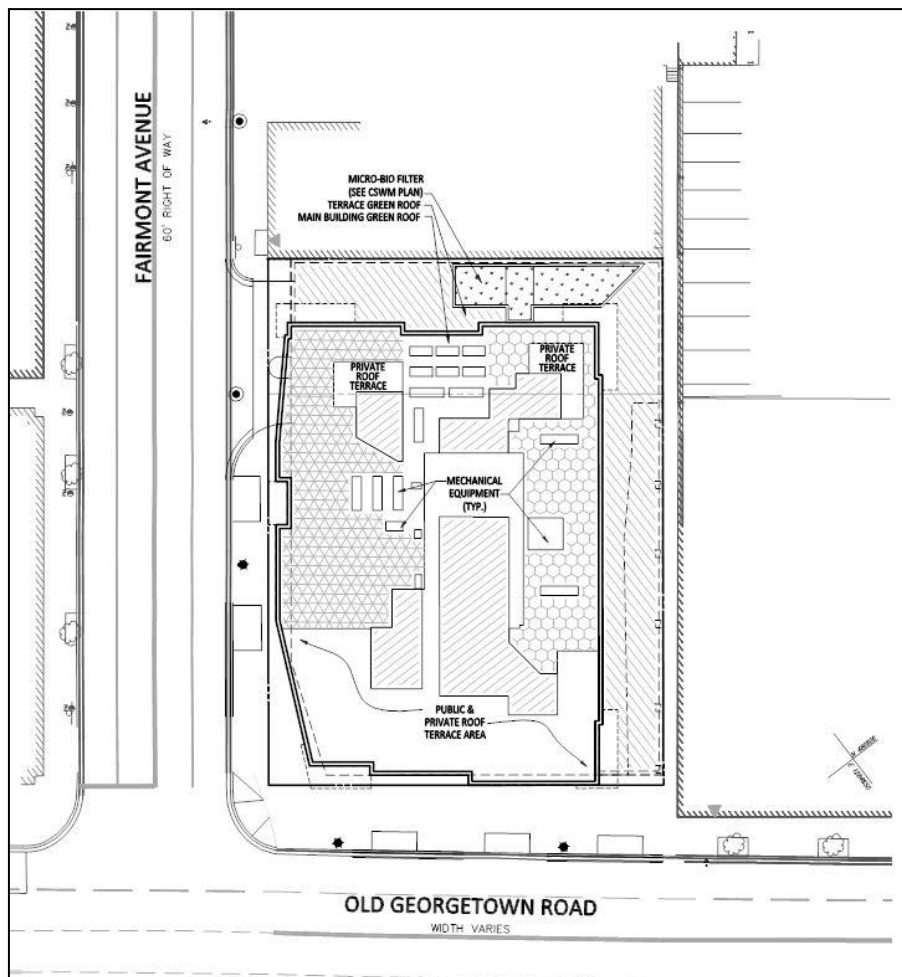 FAIRMONT AVENUE
60' RIGHT OF WAY
MICRO-BIO FILTER
(SEE CSWM PLAN)
TERRACE GREEN ROOF
MAIN BUILDING GREEN ROOF
PRIVATE
ROOF
TERRACE
PRIVATE
ROOF
TERRACE
MECHANICAL
EQUIPMENT
(TYP.)
PUBLIC &
PRIVATE ROOF
TERRACE AREA
OLD GEORGETOWN ROAD
WIDTH VARIES